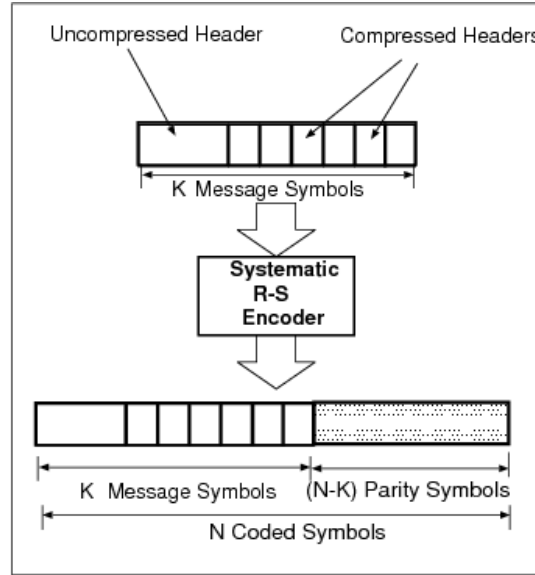 Uncompressed Header
Compressed Headers
K Message Symbols
Systematic
R-S
Encoder
K Message Symbols
(N-K) Parity Symbols
N Coded Symbols